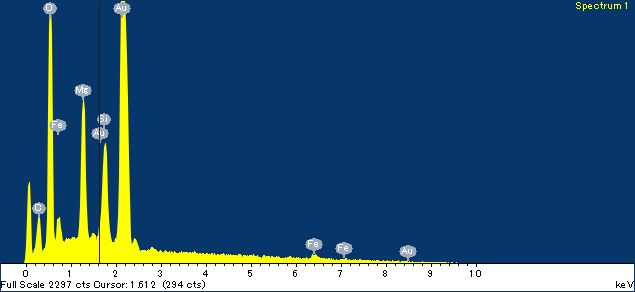 Spectrum 1
O Au
Mg
Si
Fe
Au
O
Fe Fe Au
0 1 2 3 4 5 6 7 8 9 10
Full Scale 2297 cts Cursor: 1.612 (294 cts) keV